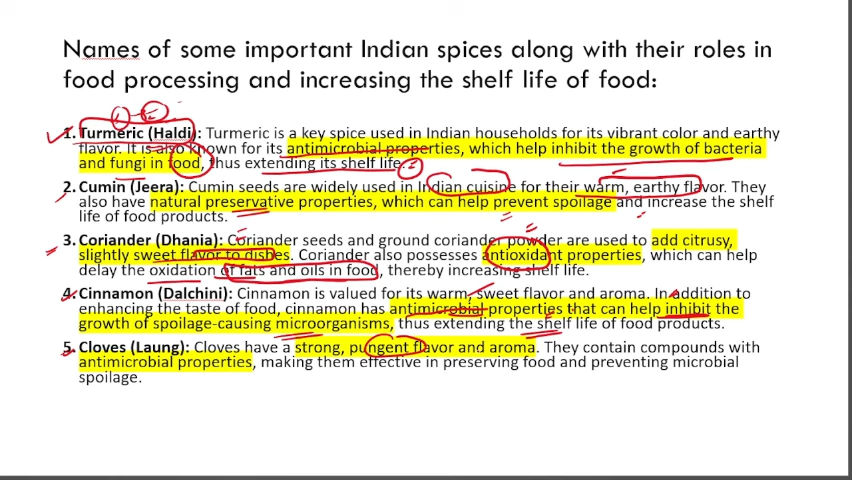 Names of some important Indian spices along with their roles in
food processing and increasing the shelf life of food:
1. Turmeric (Haldi): Turmeric is a key spice used in Indian households for its vibrant color and earthy
flavor. It is also known for its antimicrobial properties, which help inhibit the growth of bacteria
and fungi in food, thus extending its shelf life.
2. Cumin (Jeera): Cumin seeds are widely used in Indian cuisine for their warm, earthy flavor. They
also have natural preservative properties, which can help prevent spoilage and increase the shelf
life of food products.
3. Coriander (Dhania): Coriander seeds and ground coriander powder are used to add citrusy,
slightly sweet flavor to dishes. Coriander also possesses antioxidant properties, which can help
delay the oxidation of fats and oils in food, thereby increasing shelf life.
4. Cinnamon (Dalchini): Cinnamon is valued for its warm, sweet flavor and aroma. In addition to
enhancing the taste of food, cinnamon has antimicrobial properties that can help inhibit the
growth of spoilage-causing microorganisms, thus extending the shelf life of food products.
5. Cloves (Laung): Cloves have a strong, pungent flavor and aroma. They contain compounds with
antimicrobial properties, making them effective in preserving food and preventing microbial
spoilage.